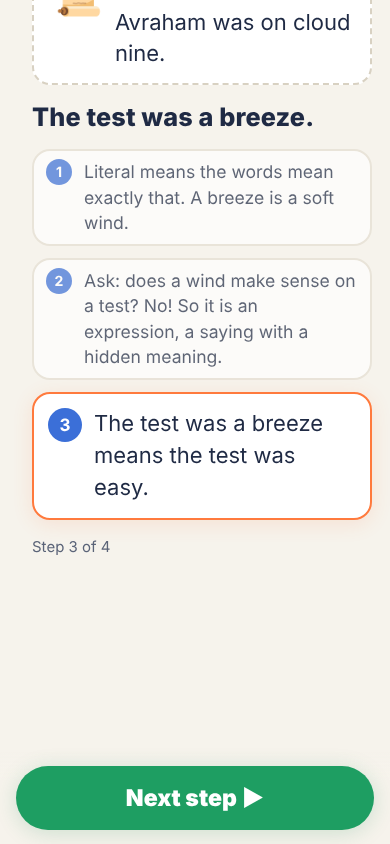 Avraham was on cloud
nine.
The test was a breeze.
1
Literal means the words mean
exactly that. A breeze is a soft
wind.
2
Ask: does a wind make sense on
a test? No! So it is an
expression, a saying with a
hidden meaning.
3
The test was a breeze
means the test was
easy.
Step 3 of 4
Next step ▶